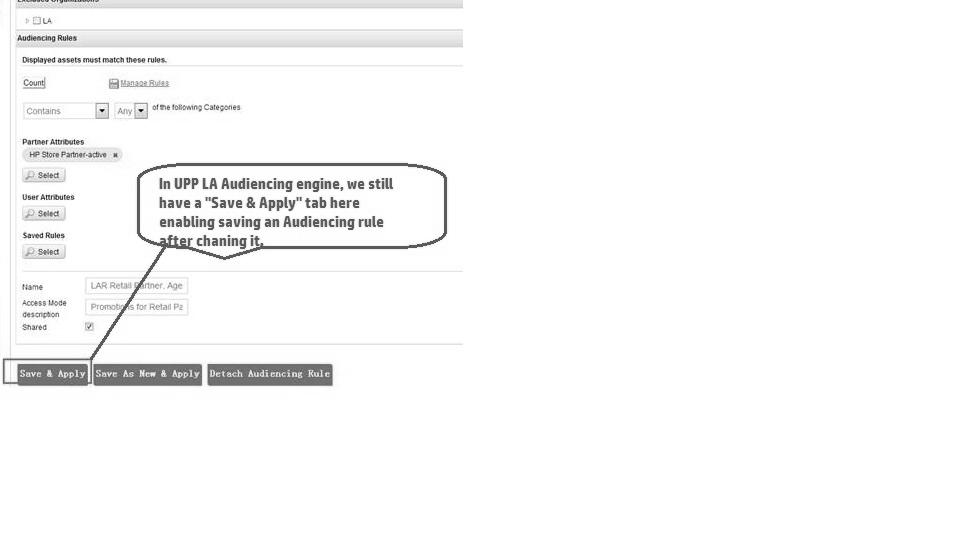 Excluded Organizations
LA
Audiencing Rules
Displayed assets must match these rules.
Count
Manage Rules
Contains
Any
of the following Categories
Partner Attributes
HP Store Partner-active
Select
User Attributes
Select
Saved Rules
Select
In UPP LA Audiencing engine, we still
have a "Save & Apply" tab here
enabling saving an Audiencing rule
after chaning it.
Name
LAR Retail Partner, Age
Access Mode
description
Promotions for Retail Pa
Shared
Save & Apply
Save As New & Apply
Detach Audiencing Rule